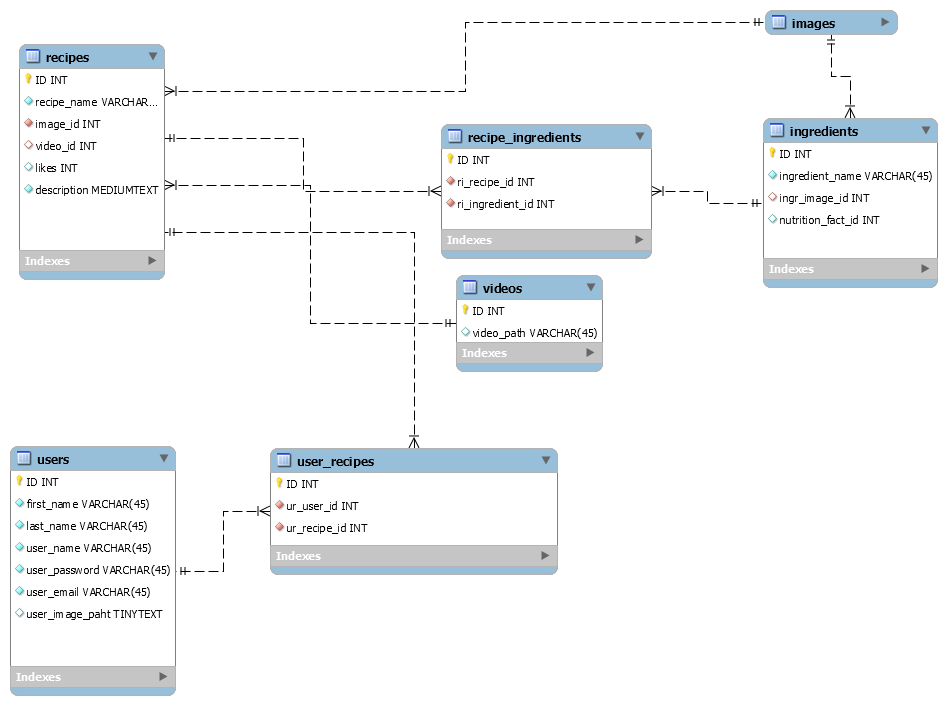 images
recipes
ID INT
recipe_name VARCHAR...
image_id INT
video_id INT
likes INT
description MEDIUMTEXT
Indexes
recipe_ingredients
ID INT
ri_recipe_id INT
ri_ingredient_id INT
Indexes
ingredients
ID INT
ingredient_name VARCHAR(45)
ingr_image_id INT
nutrition_fact_id INT
Indexes
videos
ID INT
video_path VARCHAR(45)
Indexes
users
ID INT
first_name VARCHAR(45)
last_name VARCHAR(45)
user_name VARCHAR(45)
user_password VARCHAR(45)
user_email VARCHAR(45)
user_image_paht TINYTEXT
Indexes
user_recipes
ID INT
ur_user_id INT
ur_recipe_id INT
Indexes